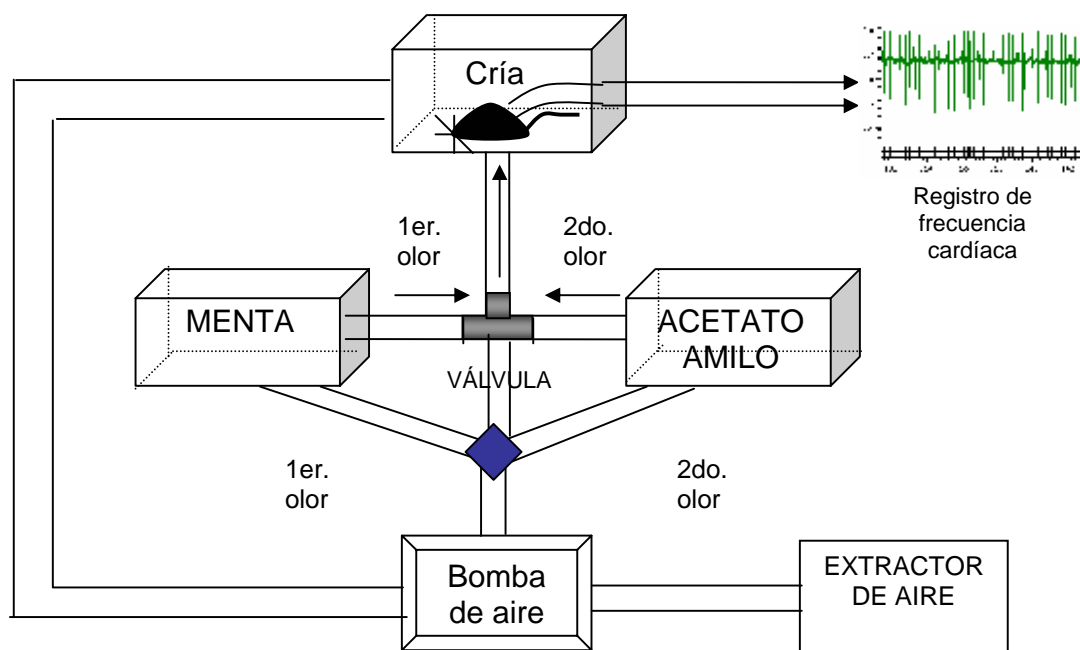 Cría
Registro de
frecuencia
cardíaca
1er.
olor
2do.
olor
MENTA
ACETATO
AMILO
VÁLVULA
1er.
olor
2do.
olor
Bomba
de aire
EXTRACTOR
DE AIRE